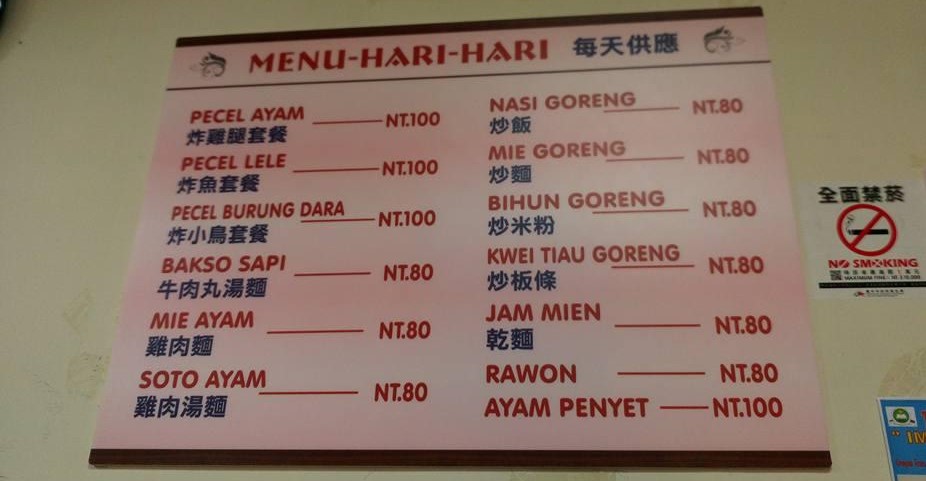 MENU-HARI-HARI 每天供應
PECEL AYAM NT.100
炸雞腿套餐
PECEL LELE NT.100
炸魚套餐
PECEL BURUNG DARA NT.100
炸小鳥套餐
BAKSO SAPI NT.80
牛肉丸湯麵
MIE AYAM NT.80
雞肉麵
SOTO AYAM NT.80
雞肉湯麵
NASI GORENG NT.80
炒飯
MIE GORENG NT.80
炒麵
BIHUN GORENG NT.80
炒米粉
KWEI TIAU GORENG NT.80
炒板條
JAM MIEN NT.80
乾麵
RAWON NT.80
AYAM PENYET NT.100
全面禁菸
NO SMOKING